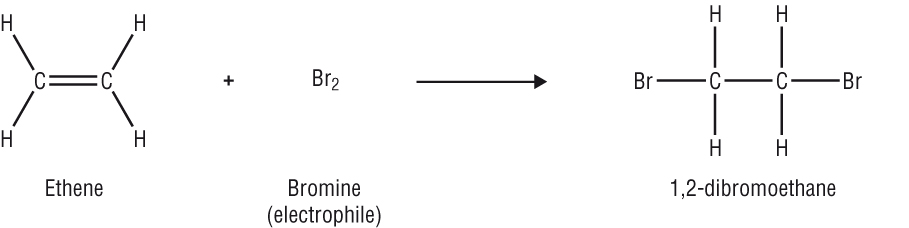 H H H H
C C + Br2 Br C C Br
H H H H
Ethene Bromine 1,2-dibromoethane
(electrophile)